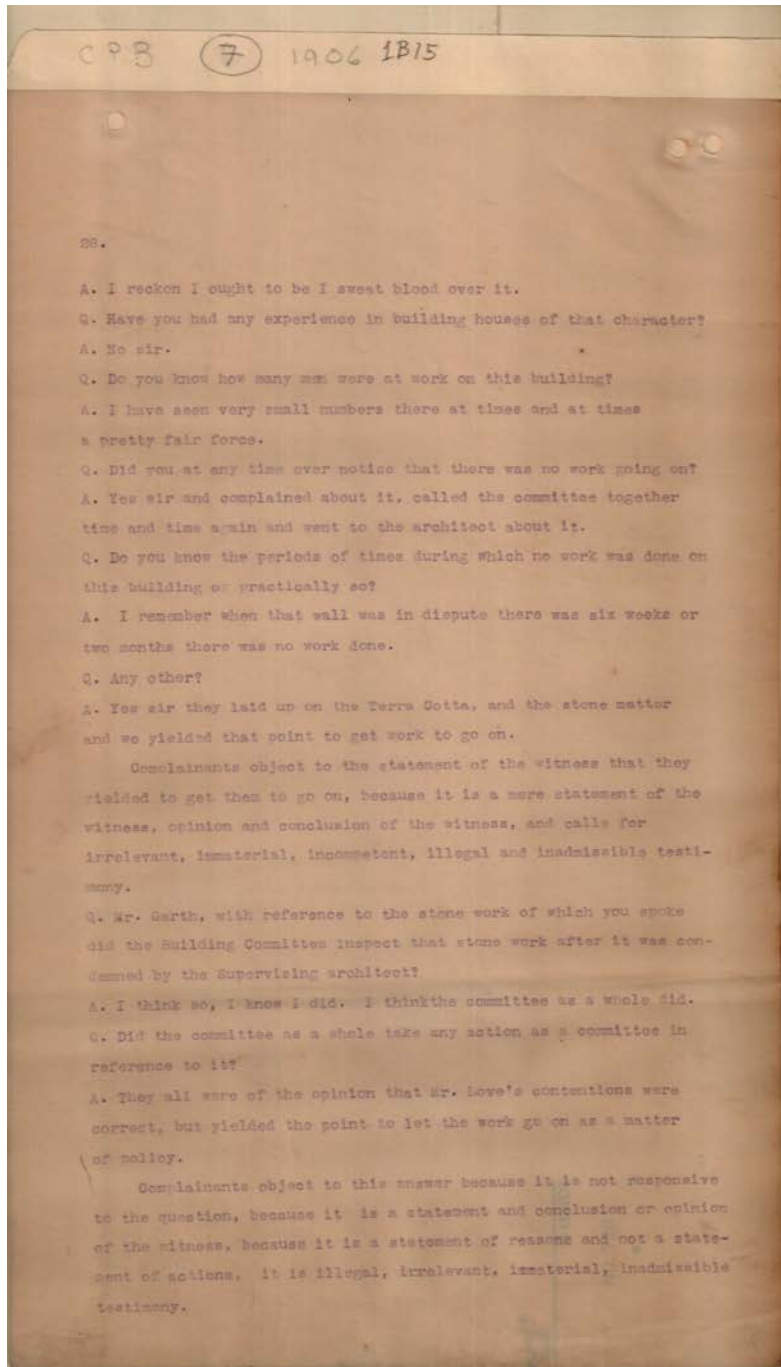 CPB 7 1906 1B15
28.
A. I reckon I ought to be I sweat blood over it.
Q. Have you had any experience in building houses of that character?
A. No sir.
Q. Do you know how many men were at work on this building?
A. I have seen very small numbers there at times and at times
a pretty fair force.
Q. Did you at any time ever notice that there was no work going on?
A. Yes sir and complained about it, called the committee together
time and time again and went to the architect about it.
Q. Do you know the periods of times during which no work was done on
this building or practically so?
A. I remember when that wall was in dispute there was six weeks or
two months there was no work done.
Q. Any other?
A. Yes sir they laid up on the Terra Cotta, and the stone matter
and we yielded that point to get work to go on.
Complainants object to the statement of the witness that they
yielded to get them to go on, because it is a mere statement of the
witness, opinion and conclusion of the witness, and calls for
irrelevant, immaterial, incompetent, illegal and inadmissible testi-
mony.
Q. Mr. Garth, with reference to the stone work of which you spoke
did the Building Committee inspect that stone work after it was con-
demned by the Supervising architect?
A. I think so, I know I did. I thinkthe committee as a whole did.
Q. Did the committee as a whole take any action as a committee in
reference to it?
A. They all were of the opinion that Mr. Love's contentions were
correct, but yielded the point to let the work go on as a matter
of policy.
Complainants object to this answer because it is not responsive
to the question, because it is a statement and conclusion or opinion
of the witness, because it is a statement of reasons and not a state-
ment of actions, it is illegal, irrelevant, immaterial, inadmissible
testimony.